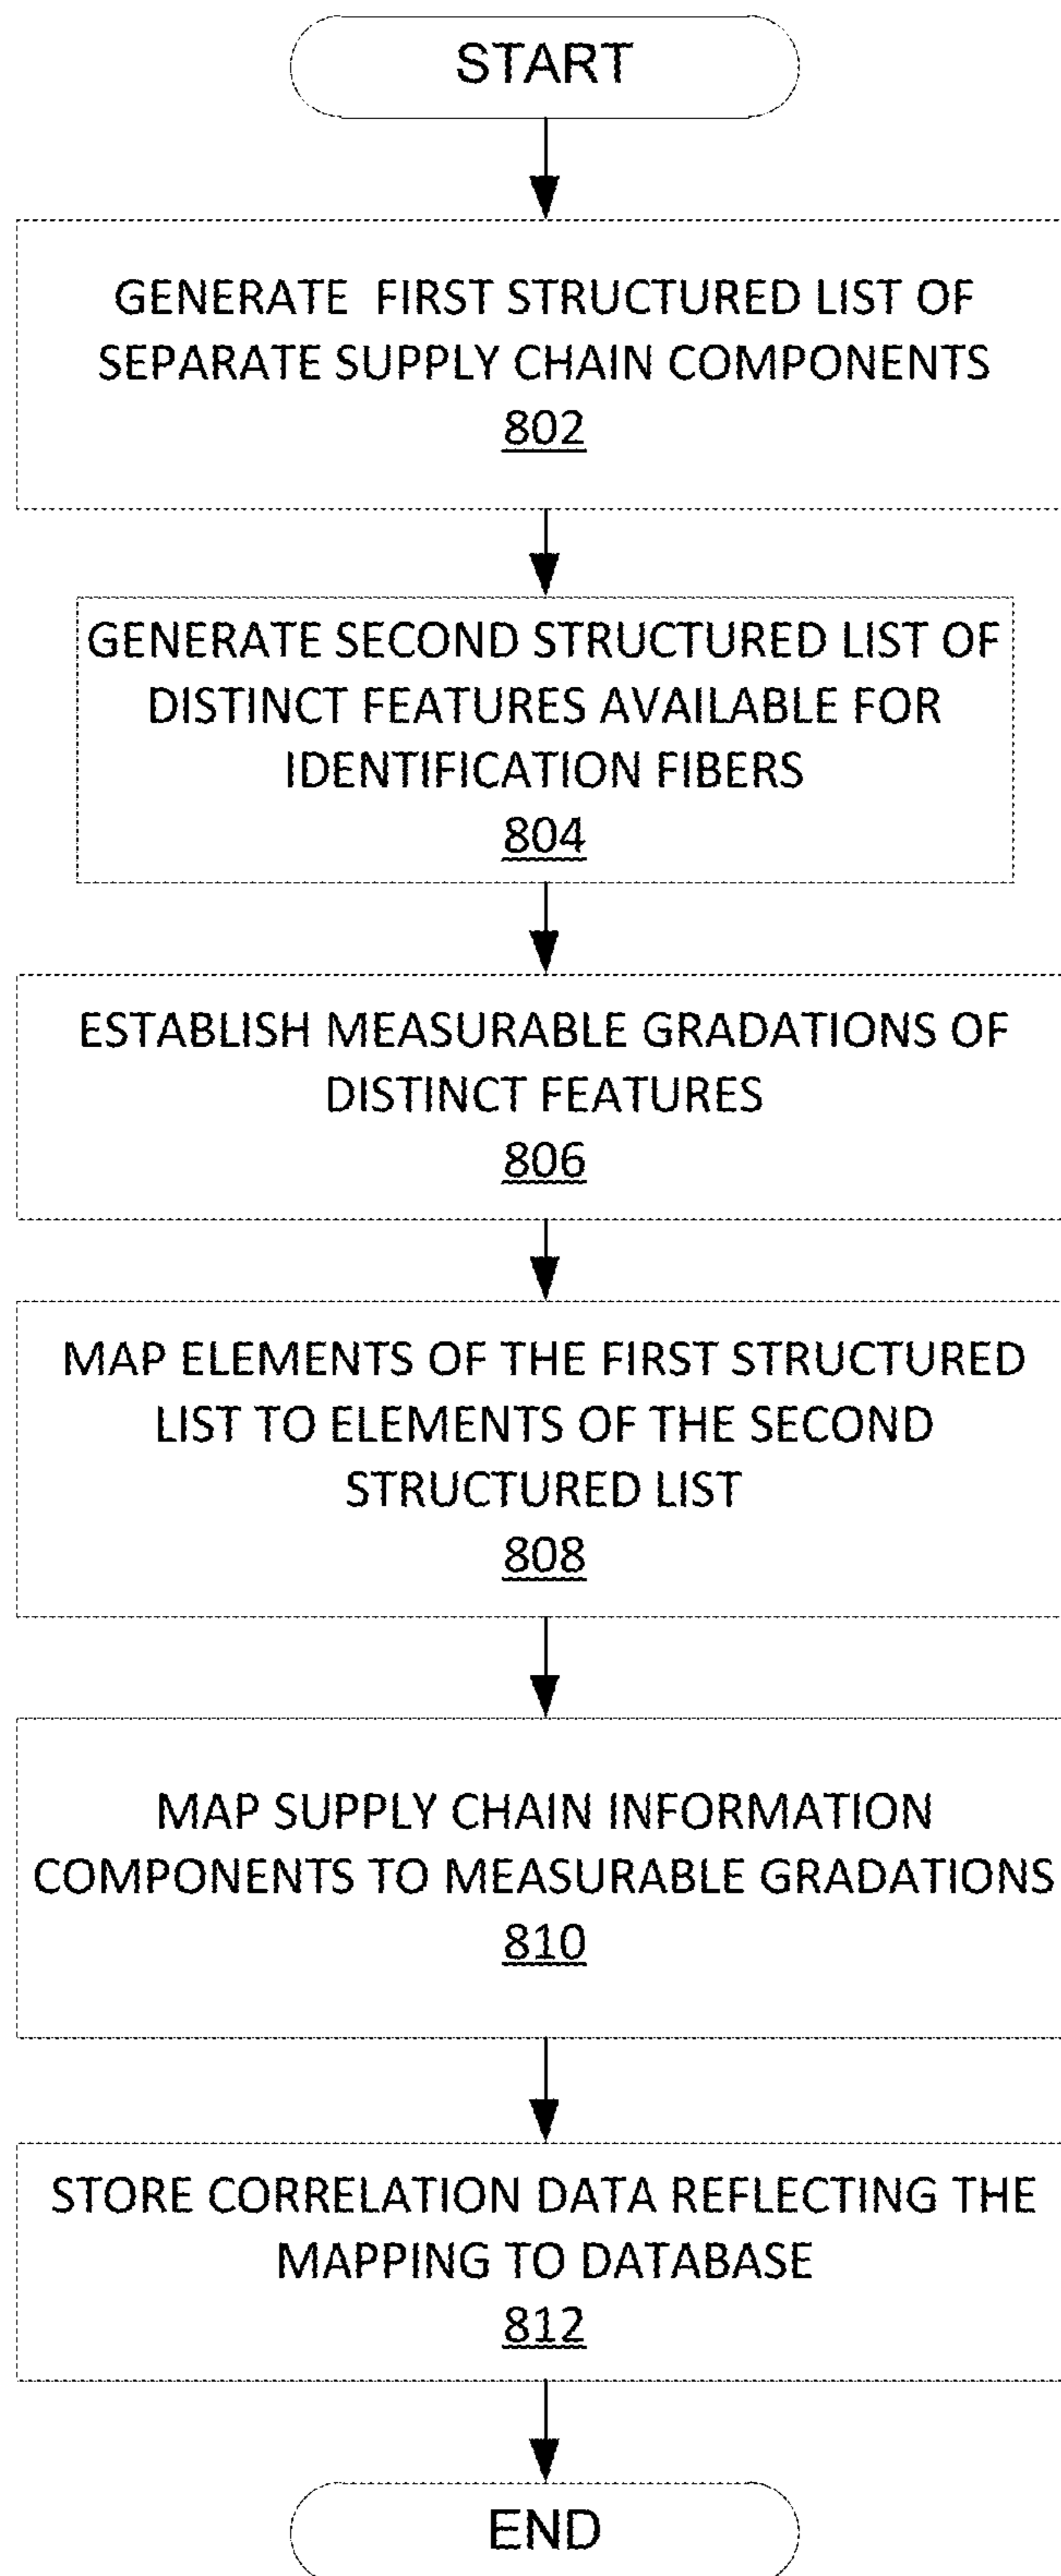 START
GENERATE FIRST STRUCTURED LIST OF
SEPARATE SUPPLY CHAIN COMPONENTS
802
GENERATE SECOND STRUCTURED LIST OF
DISTINCT FEATURES AVAILABLE FOR
IDENTIFICATION FIBERS
804
ESTABLISH MEASURABLE GRADATIONS OF
DISTINCT FEATURES
806
MAP ELEMENTS OF THE FIRST STRUCTURED
LIST TO ELEMENTS OF THE SECOND
STRUCTURED LIST
808
MAP SUPPLY CHAIN INFORMATION
COMPONENTS TO MEASURABLE GRADATIONS
810
STORE CORRELATION DATA REFLECTING THE
MAPPING TO DATABASE
812
END